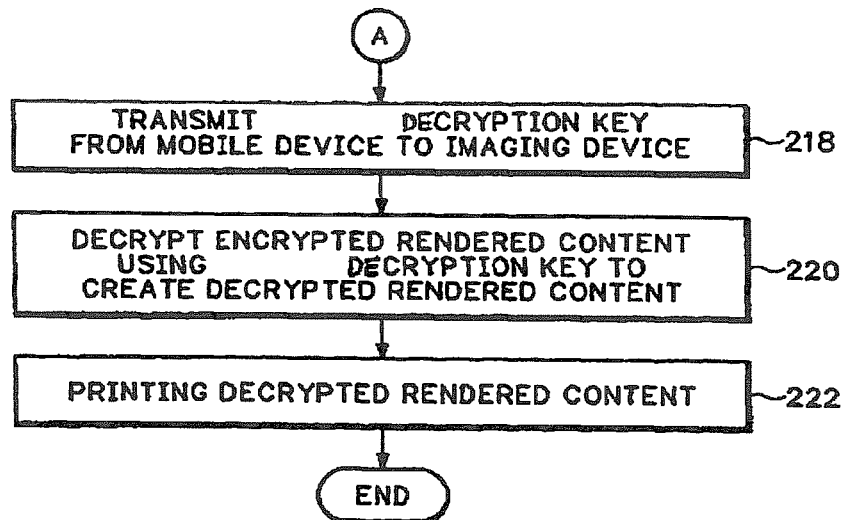 A
TRANSMIT DECRYPTION KEY
FROM MOBILE DEVICE TO IMAGING DEVICE
218
DECRYPT ENCRYPTED RENDERED CONTENT
USING DECRYPTION KEY TO
CREATE DECRYPTED RENDERED CONTENT
220
PRINTING DECRYPTED RENDERED CONTENT
222
END